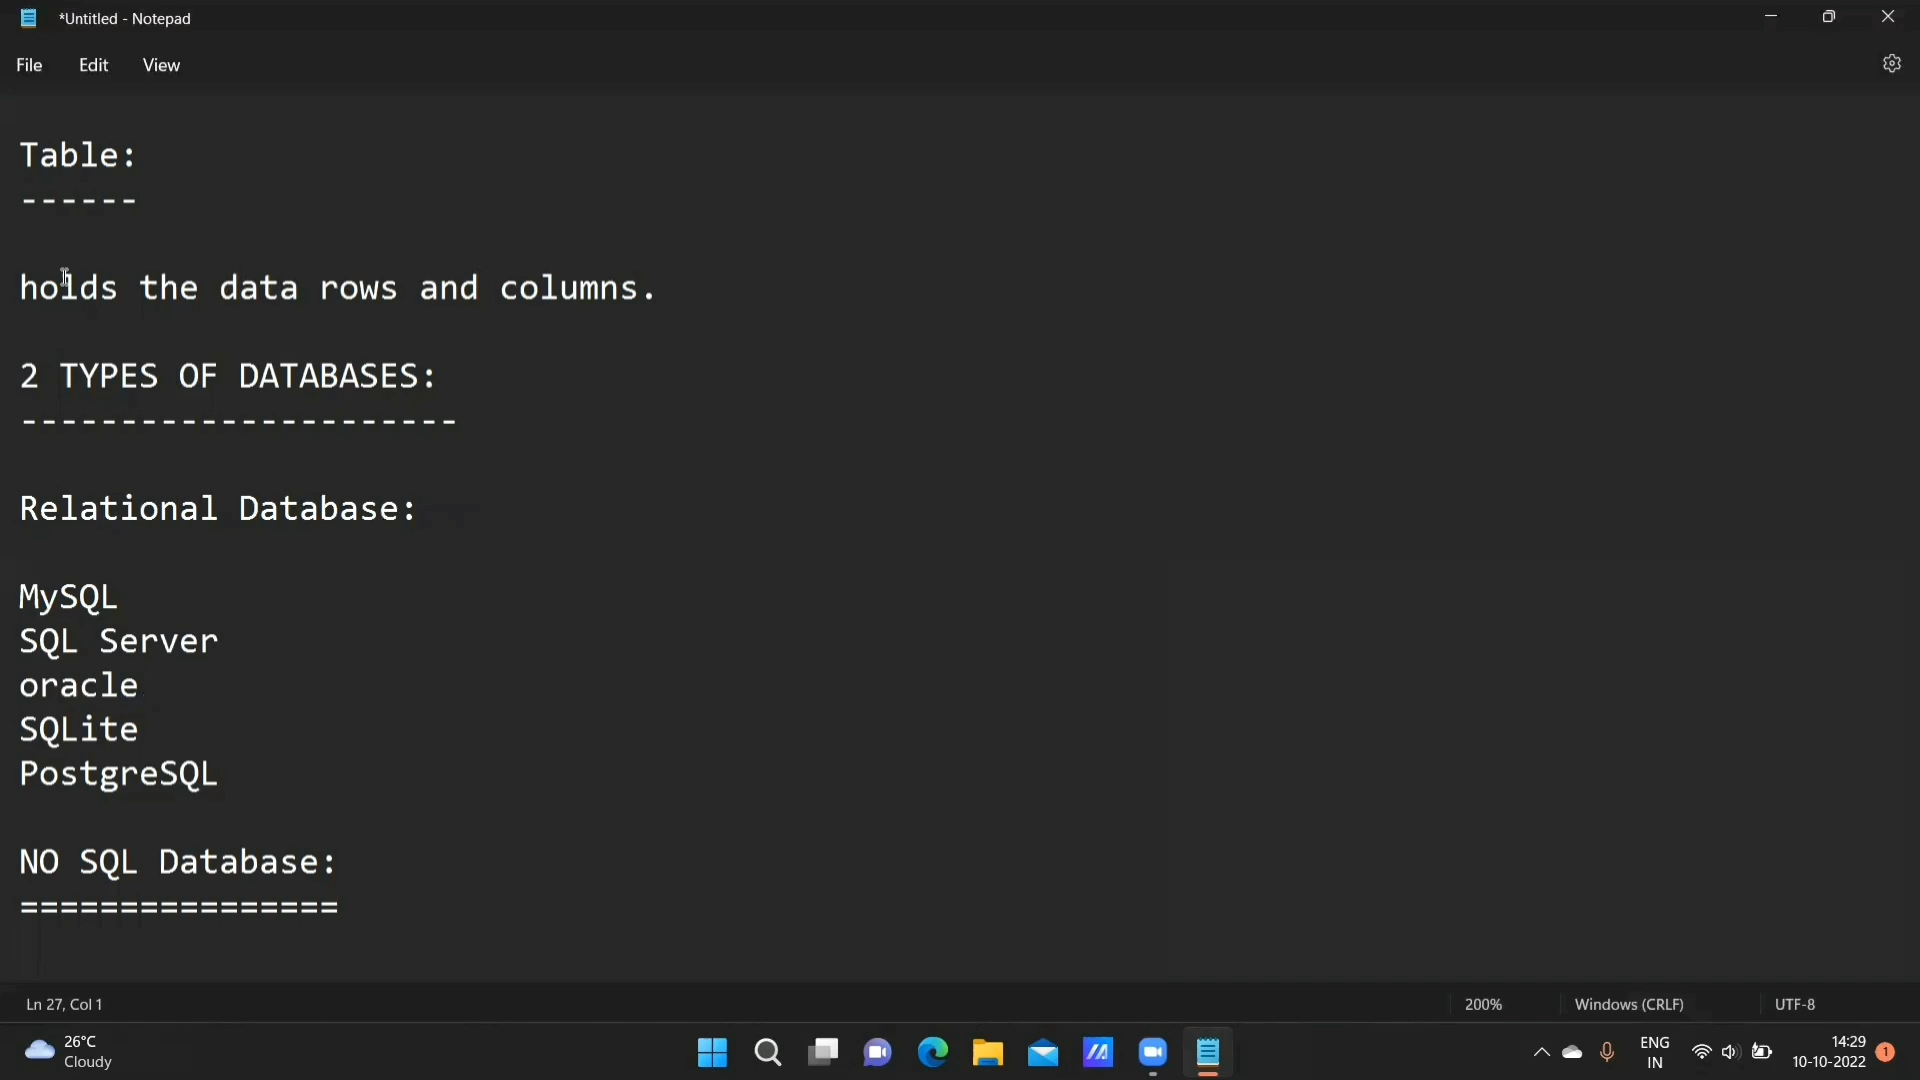 *Untitled - Notepad
File Edit View
Table:
------
holds the data rows and columns.
2 TYPES OF DATABASES:
----------------------
Relational Database:
MySQL
SQL Server
oracle
SQLite
PostgreSQL
NO SQL Database:
================
Ln 27, Col 1 200% Windows (CRLF) UTF-8
26°C
Cloudy
ENG
IN
14:29
10-10-2022
1